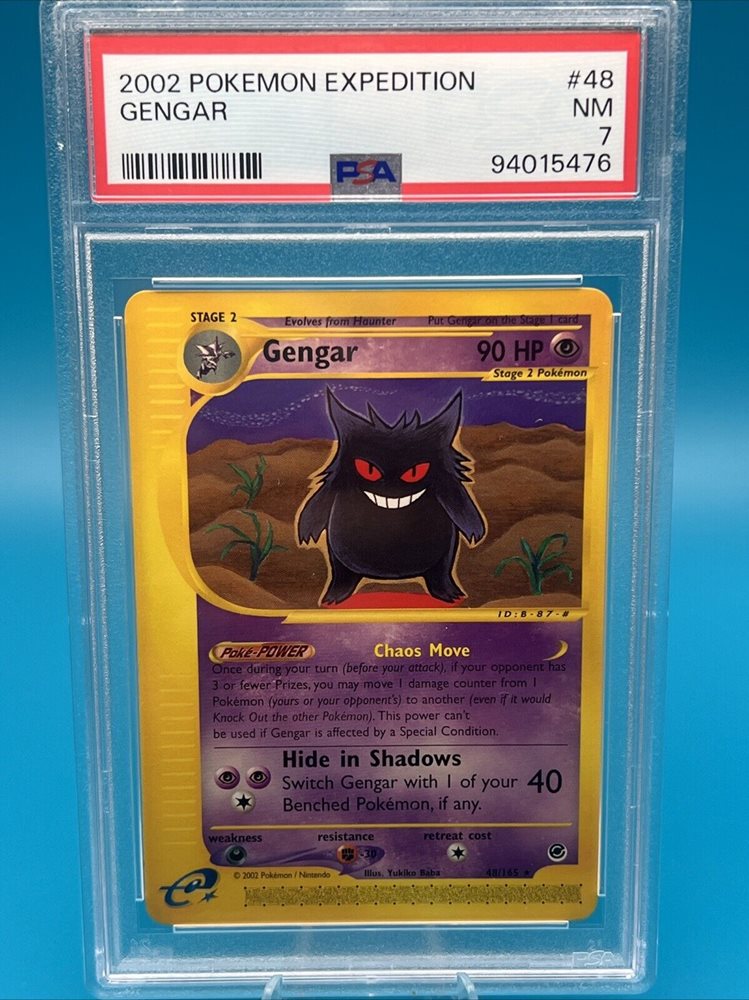 2002 POKEMON EXPEDITION #48
GENGAR NM
7
PSA 94015476
STAGE 2 Evolves from Haunter Put Gengar on the Stage 1 card
Gengar 90 HP
Stage 2 Pokémon
ID:B-87-#
Poké-POWER Chaos Move
Once during your turn (before your attack), if your opponent has
3 or fewer Prizes, you may move 1 damage counter from 1
Pokémon (yours or your opponent's) to another (even if it would
Knock Out the other Pokémon). This power can't
be used if Gengar is affected by a Special Condition.
Hide in Shadows
Switch Gengar with 1 of your 40
Benched Pokémon, if any.
weakness resistance retreat cost
-30
e
© 2002 Pokémon / Nintendo Illus. Yukiko Baba 48/165 ★
PSA